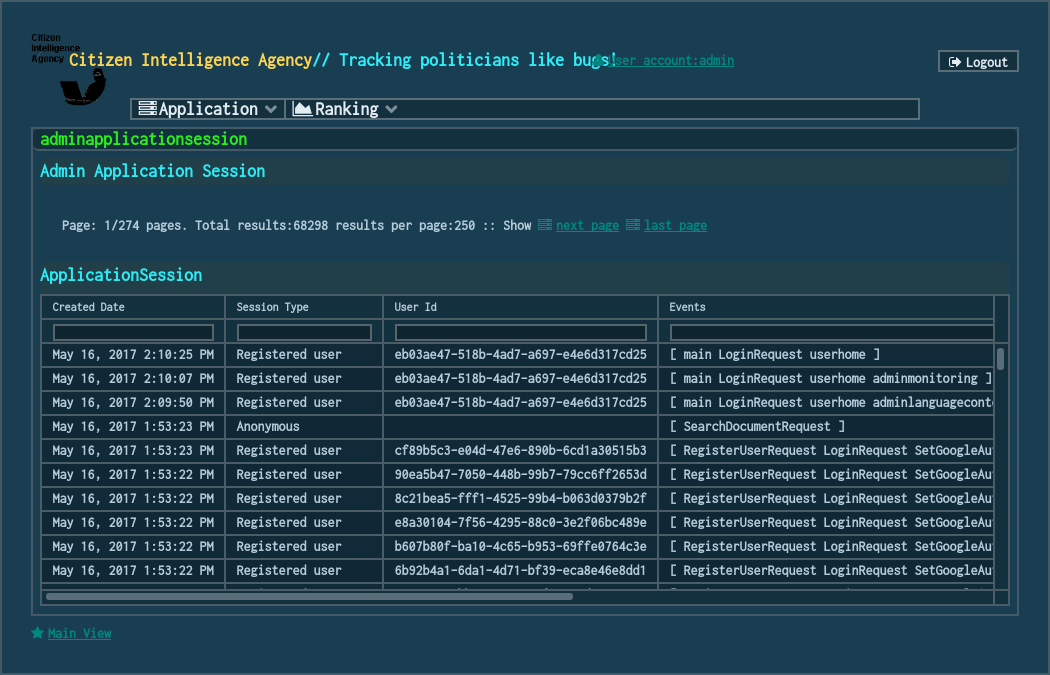 Citizen
Intelligence
Agency
Citizen Intelligence Agency// Tracking politicians like bugs!
User account:admin
Logout
Application
Ranking
adminapplicationsession
Admin Application Session
Page: 1/274 pages. Total results:68298 results per page:250 :: Show next page last page
ApplicationSession
Created Date Session Type User Id Events
May 16, 2017 2:10:25 PM Registered user eb03ae47-518b-4ad7-a697-e4e6d317cd25 [ main LoginRequest userhome ]
May 16, 2017 2:10:07 PM Registered user eb03ae47-518b-4ad7-a697-e4e6d317cd25 [ main LoginRequest userhome adminmonitoring ]
May 16, 2017 2:09:50 PM Registered user eb03ae47-518b-4ad7-a697-e4e6d317cd25 [ main LoginRequest userhome adminlanguageconte
May 16, 2017 1:53:23 PM Anonymous [ SearchDocumentRequest ]
May 16, 2017 1:53:23 PM Registered user cf89b5c3-e04d-47e6-890b-6cd1a30515b3 [ RegisterUserRequest LoginRequest SetGoogleAu
May 16, 2017 1:53:22 PM Registered user 90ea5b47-7050-448b-99b7-79cc6ff2653d [ RegisterUserRequest LoginRequest SetGoogleAu
May 16, 2017 1:53:22 PM Registered user 8c21bea5-fff1-4525-99b4-b063d0379b2f [ RegisterUserRequest LoginRequest SetGoogleAu
May 16, 2017 1:53:22 PM Registered user e8a30104-7f56-4295-88c0-3e2f06bc489e [ RegisterUserRequest LoginRequest SetGoogleAu
May 16, 2017 1:53:22 PM Registered user b607b80f-ba10-4c65-b953-69ffe0764c3e [ RegisterUserRequest LoginRequest SetGoogleAu
May 16, 2017 1:53:22 PM Registered user 6b92b4a1-6da1-4d71-bf39-eca8e46e8dd1 [ RegisterUserRequest LoginRequest SetGoogleAu
Main View